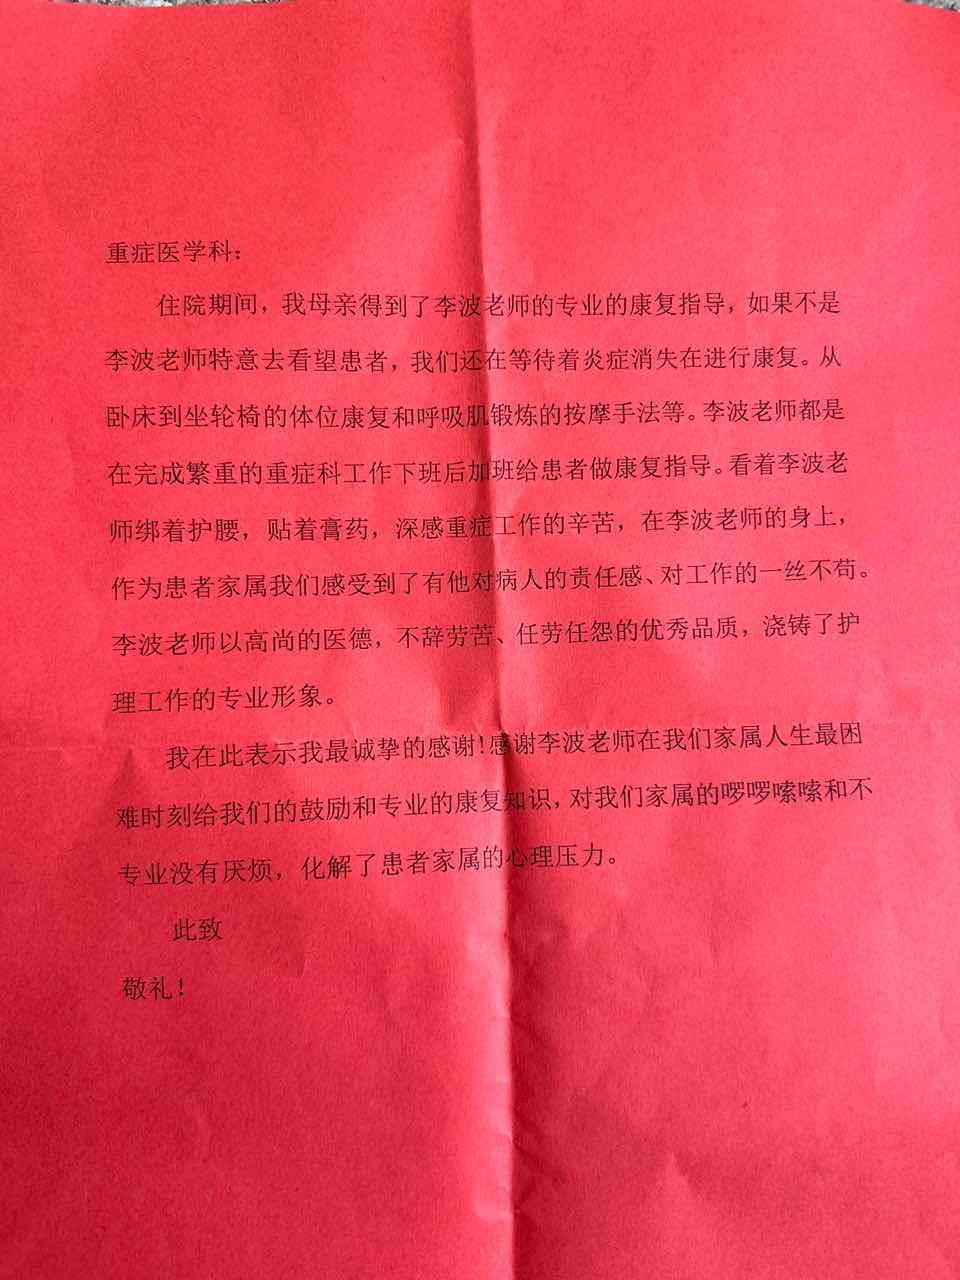 重症医学科：
住院期间，我母亲得到了李波老师的专业的康复指导，如果不是
李波老师特意去看望患者，我们还在等待着炎症消失在进行康复。从
卧床到坐轮椅的体位康复和呼吸肌锻炼的按摩手法等。李波老师都是
在完成繁重的重症科工作下班后加班给患者做康复指导。看着李波老
师绑着护腰，贴着膏药，深感重症工作的辛苦，在李波老师的身上，
作为患者家属我们感受到了有他对病人的责任感、对工作的一丝不苟。
李波老师以高尚的医德，不辞劳苦、任劳任怨的优秀品质，浇铸了护
理工作的专业形象。
我在此表示我最诚挚的感谢！感谢李波老师在我们家属人生最困
难时刻给我们的鼓励和专业的康复知识，对我们家属的啰啰嗦嗦和不
专业没有厌烦，化解了患者家属的心理压力。
此致
敬礼！